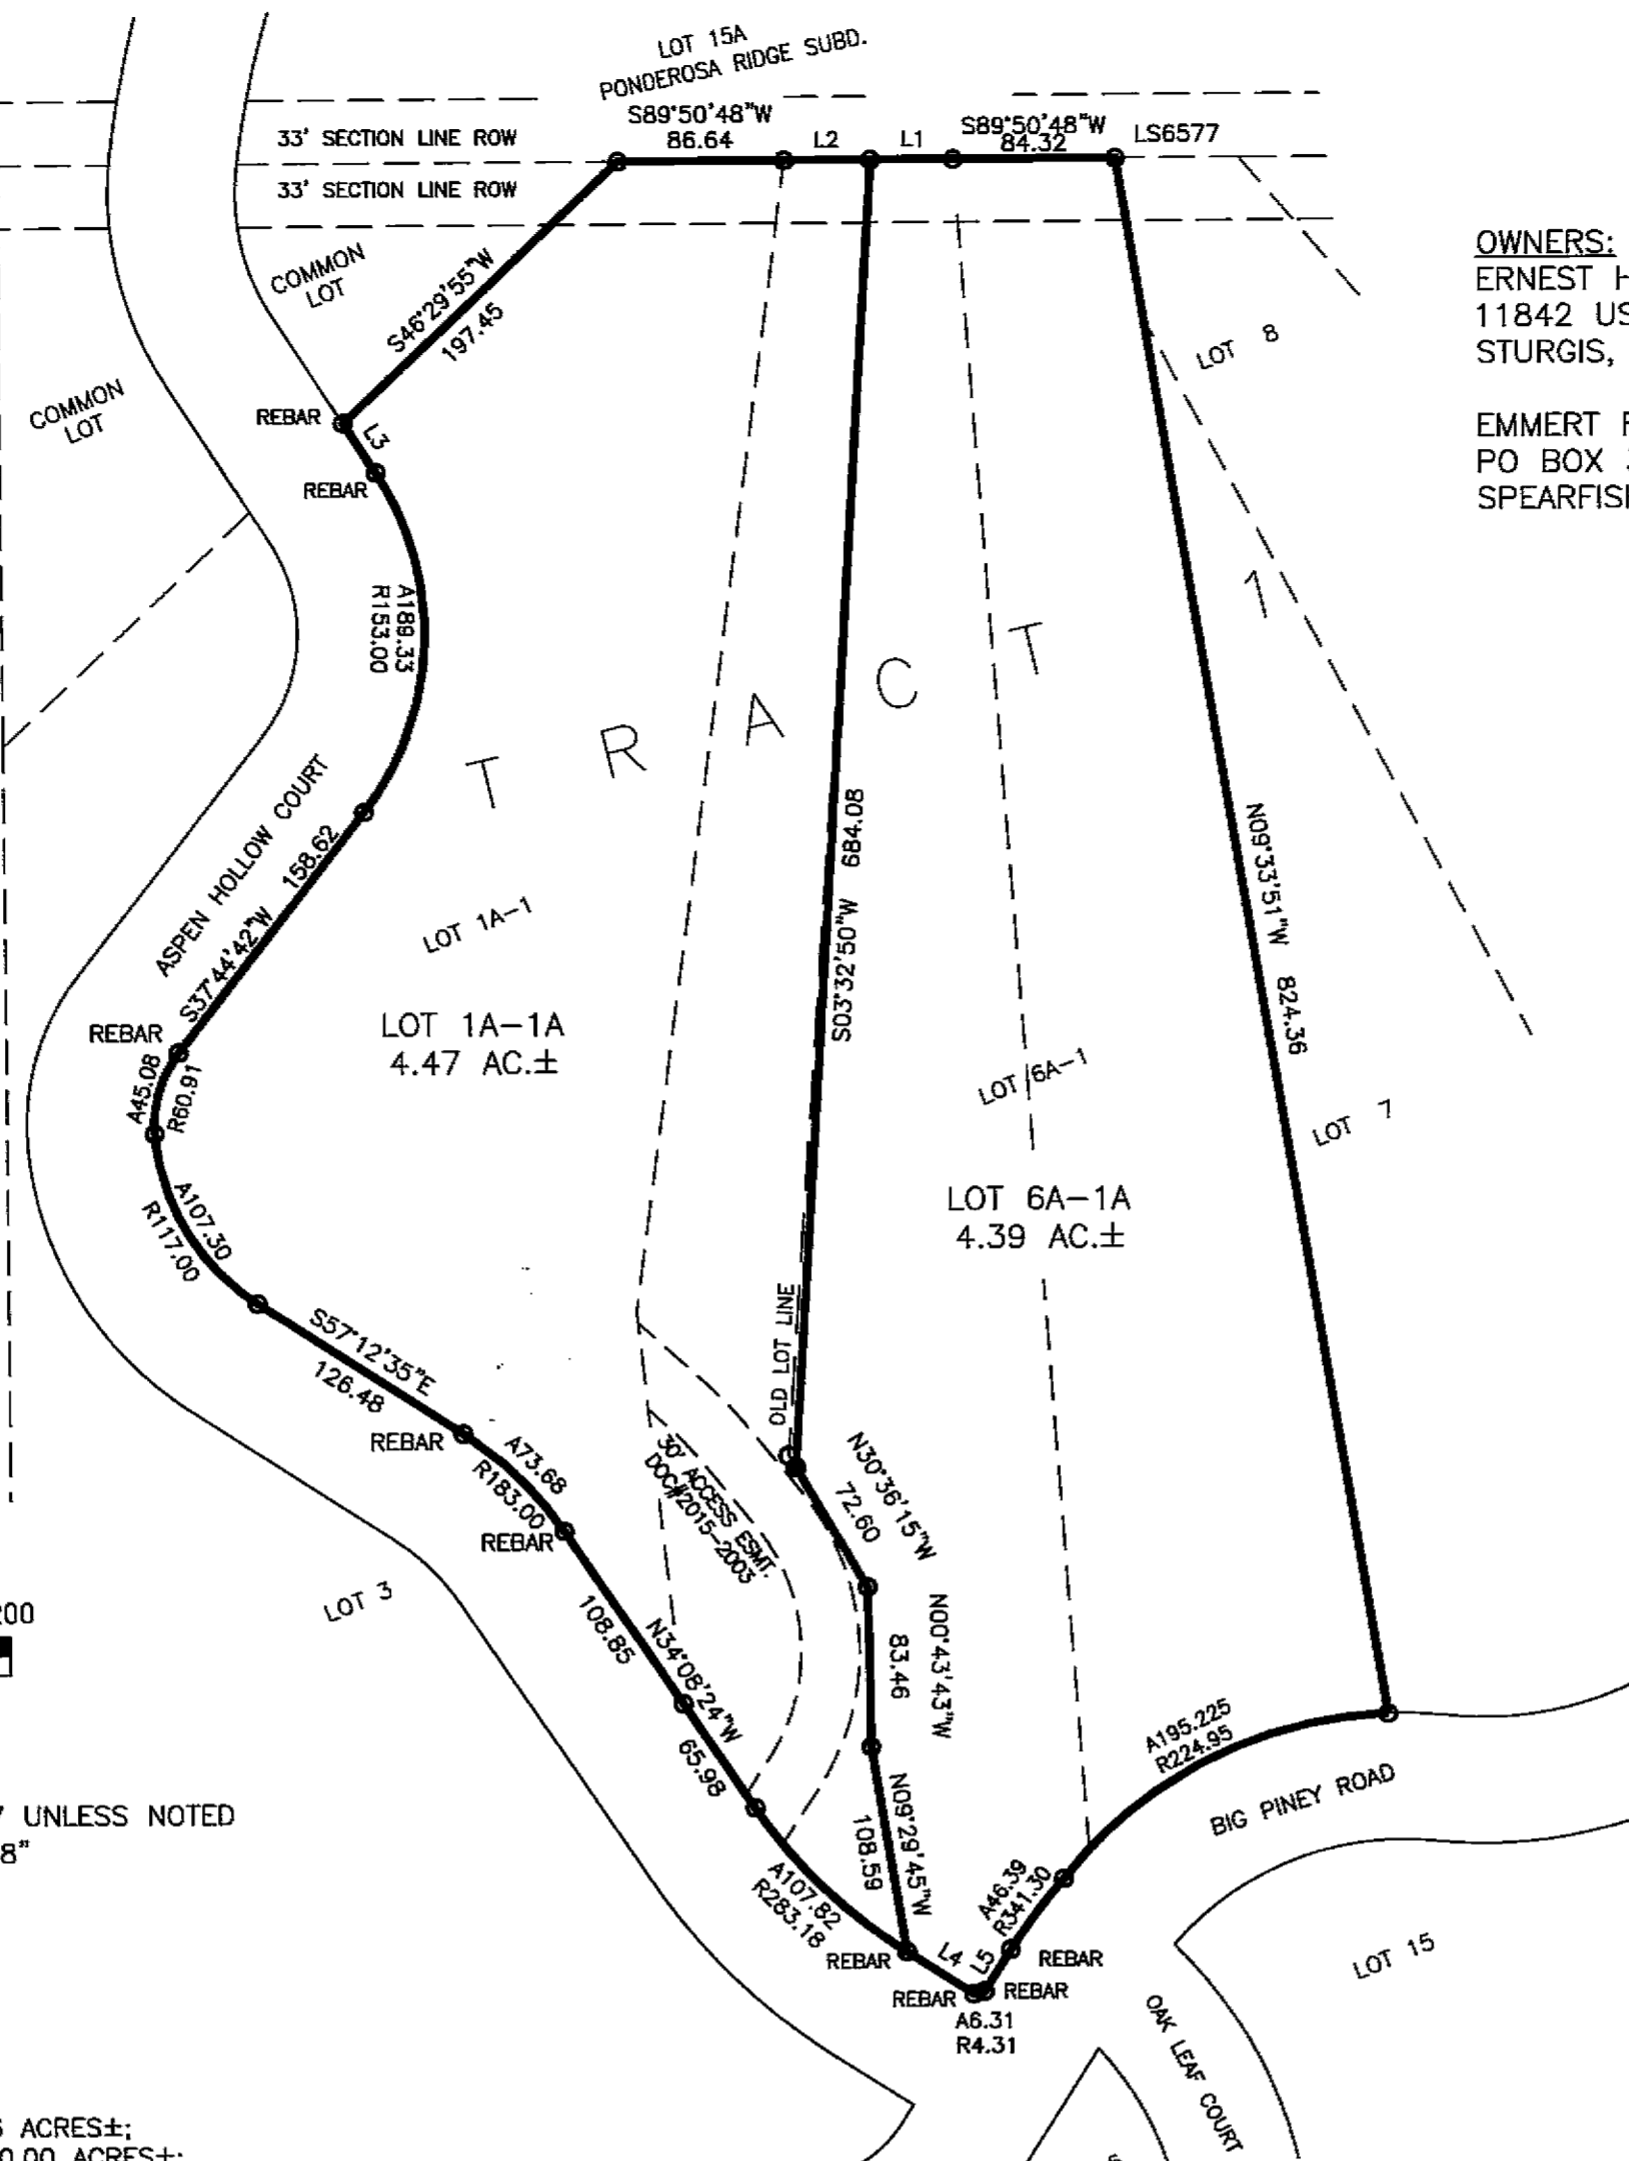 LOT 15A
PONDEROSA RIDGE SUBD.
S89°50'48"W
86.64
L2
L1
S89°50'48"W
84.32
LS6577
33' SECTION LINE ROW
33' SECTION LINE ROW
COMMON
LOT
S46°29'55"W
197.45
OWNERS:
ERNEST H
11842 US
STURGIS,
LOT 8
COMMON
LOT
REBAR
L3
REBAR
EMMERT
PO BOX
SPEARFIS
A189.33
R153.00
TRACT 1
ASPEN HOLLOW COURT
158.62
S37°44'42"W
S03°32'50"W 684.08
N09°33'51"W 824.36
LOT 1A-1
LOT 1A-1A
4.47 AC.±
REBAR
A45.08
R60.91
LOT 6A-1
LOT 7
LOT 6A-1A
4.39 AC.±
A107.30
R117.00
OLD LOT LINE
S57°12'35"E
126.48
REBAR
A73.68
R183.00
REBAR
30' ACCESS ESMT.
DOC#2015-2003
N30°36'15"W
72.60
LOT 3
200
N34°08'24"W
108.85
65.98
N00°43'43"W
83.46
A195.225
R224.95
BIG PINEY ROAD
UNLESS NOTED
8"
N09°29'45"W
108.59
A107.82
R283.18
A46.39
R341.30
REBAR
L4
L5
REBAR
REBAR
REBAR
A6.31
R4.31
LOT 15
OAK LEAF COURT
ACRES±;
0.00 ACRES±;